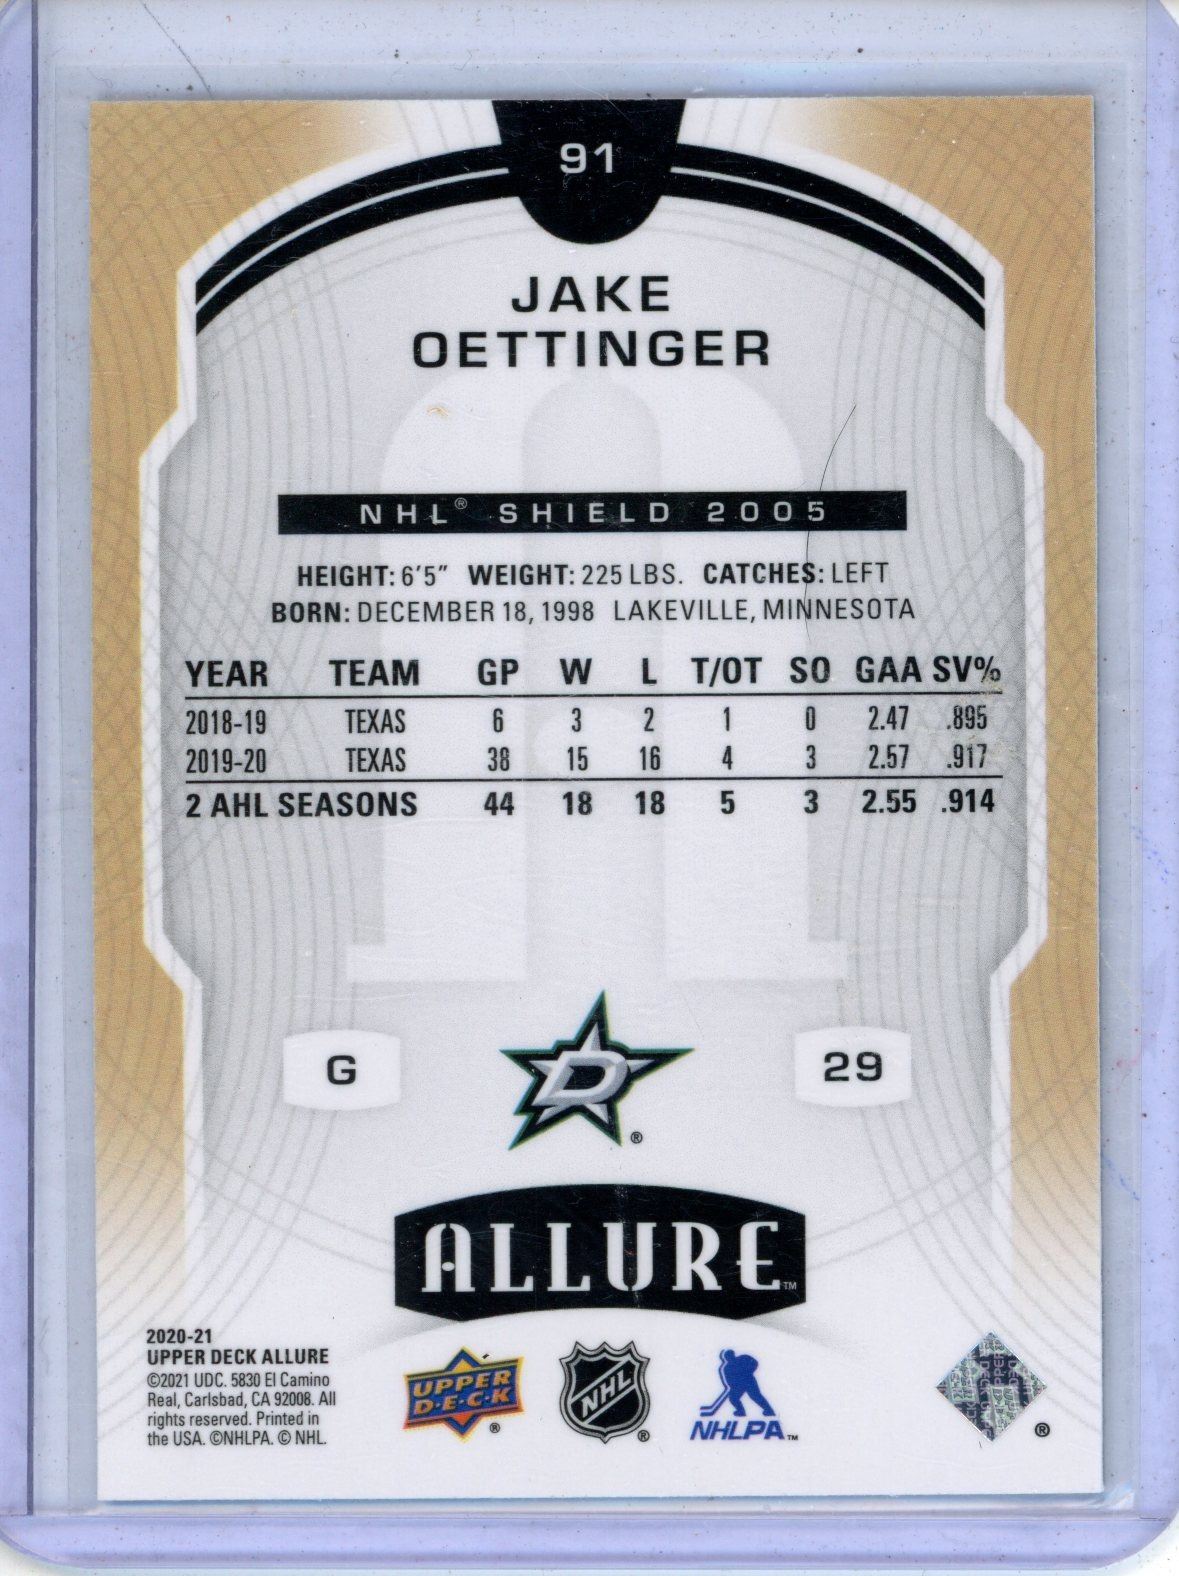 91
JAKE
OETTINGER
NHL® SHIELD 2005
HEIGHT: 6'5" WEIGHT: 225 LBS. CATCHES: LEFT
BORN: DECEMBER 18, 1998 LAKEVILLE, MINNESOTA
YEAR TEAM GP W L T/OT SO GAA SV%
2018-19 TEXAS 6 3 2 1 0 2.47 .895
2019-20 TEXAS 38 15 16 4 3 2.57 .917
2 AHL SEASONS 44 18 18 5 3 2.55 .914
G D® 29
ALLURE™
2020-21
UPPER DECK ALLURE
©2021 UDC. 5830 El Camino
Real, Carlsbad, CA 92008. All
rights reserved. Printed in
the USA. ©NHLPA. © NHL.
UPPER
D•E•C•K®
NHL®
NHLPA™
®